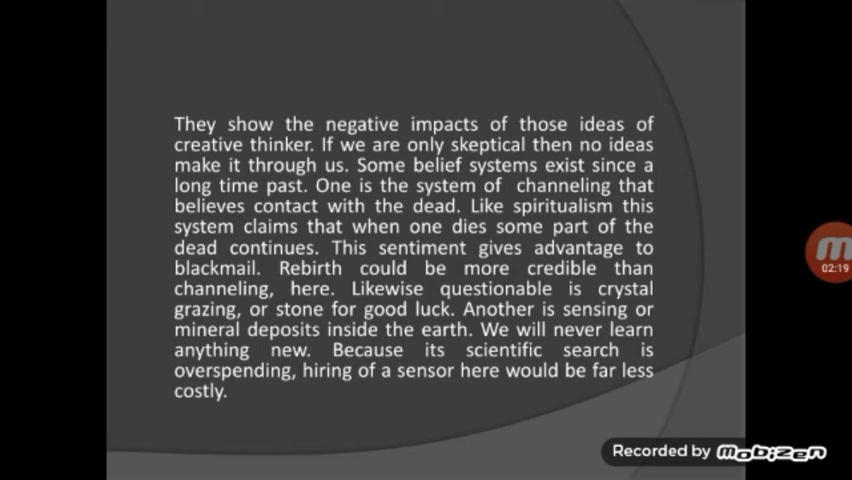 They show the negative impacts of those ideas of
creative thinker. If we are only skeptical then no ideas
make it through us. Some belief systems exist since a
long time past. One is the system of channeling that
believes contact with the dead. Like spiritualism this
system claims that when one dies some part of the
dead continues. This sentiment gives advantage to
blackmail. Rebirth could be more credible than
channeling, here. Likewise questionable is crystal
grazing, or stone for good luck. Another is sensing or
mineral deposits inside the earth. We will never learn
anything new. Because its scientific search is
overspending, hiring of a sensor here would be far less
costly.
02:19
Recorded by mobizen